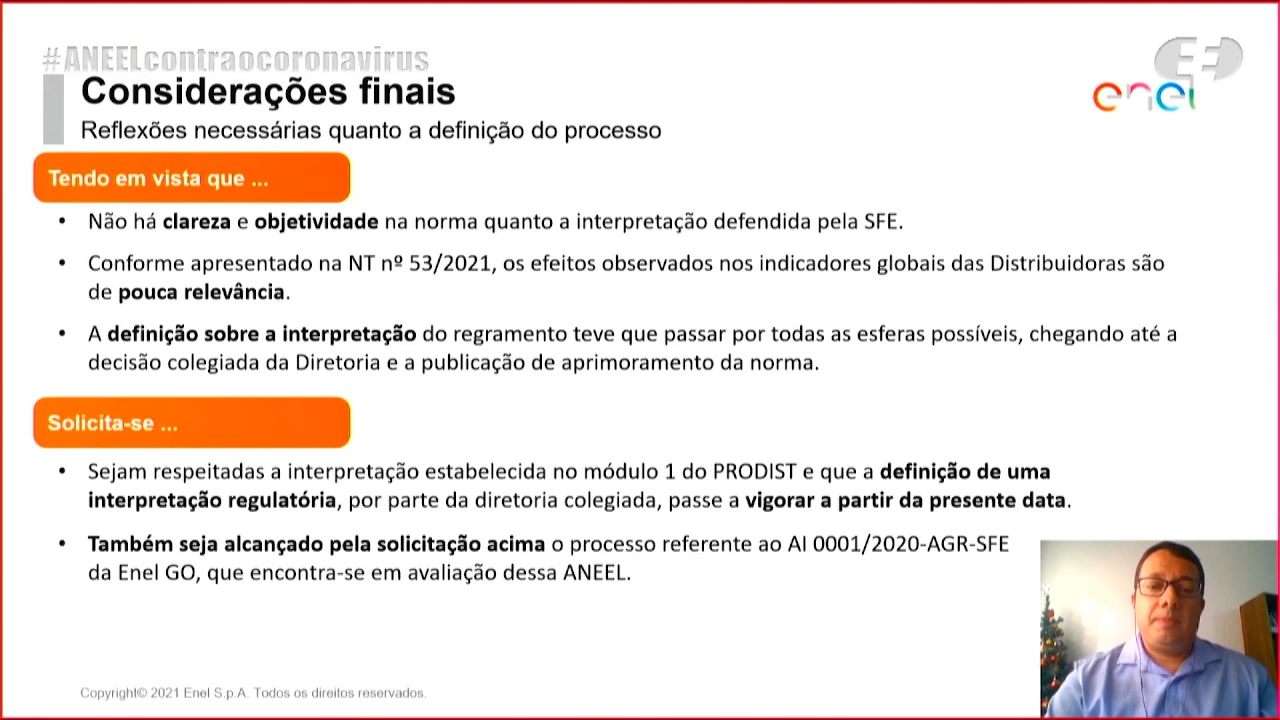 #ANEELcontraocoronavirus
Considerações finais
enel
Reflexões necessárias quanto a definição do processo
Tendo em vista que ...
• Não há clareza e objetividade na norma quanto a interpretação defendida pela SFE.
• Conforme apresentado na NT nº 53/2021, os efeitos observados nos indicadores globais das Distribuidoras são
de pouca relevância.
• A definição sobre a interpretação do regramento teve que passar por todas as esferas possíveis, chegando até a
decisão colegiada da Diretoria e a publicação de aprimoramento da norma.
Solicita-se ...
• Sejam respeitadas a interpretação estabelecida no módulo 1 do PRODIST e que a definição de uma
interpretação regulatória, por parte da diretoria colegiada, passe a vigorar a partir da presente data.
• Também seja alcançado pela solicitação acima o processo referente ao AI 0001/2020-AGR-SFE
da Enel GO, que encontra-se em avaliação dessa ANEEL.
Copyright© 2021 Enel S.p.A. Todos os direitos reservados.